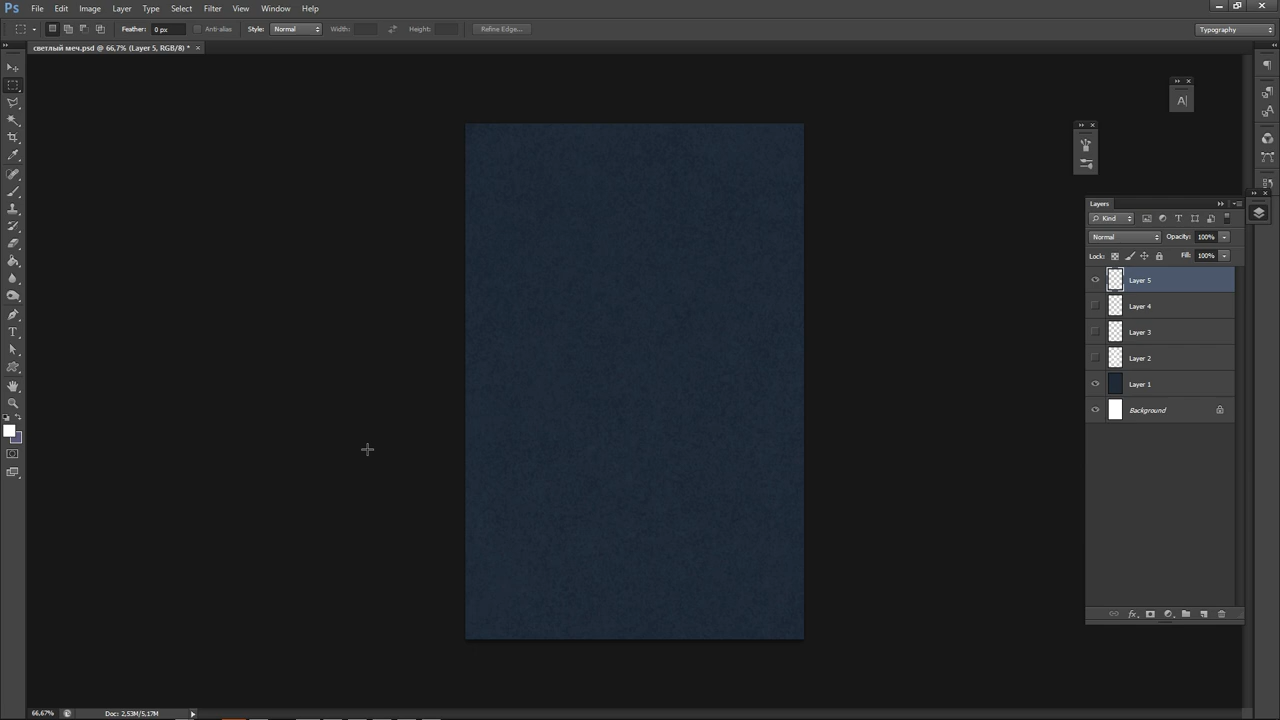 Ps File Edit Image Layer Type Select Filter View Window Help
Feather: 0 px Anti-alias Style: Normal Width: Height: Refine Edge... Typography
светлый меч.psd @ 66,7% (Layer 5, RGB/8) * ×
A|
Layers
Kind
Normal Opacity: 100%
Lock: Fill: 100%
Layer 5
Layer 4
Layer 3
Layer 2
Layer 1
Background
fx
66,67% Doc: 2,53M/5,17M